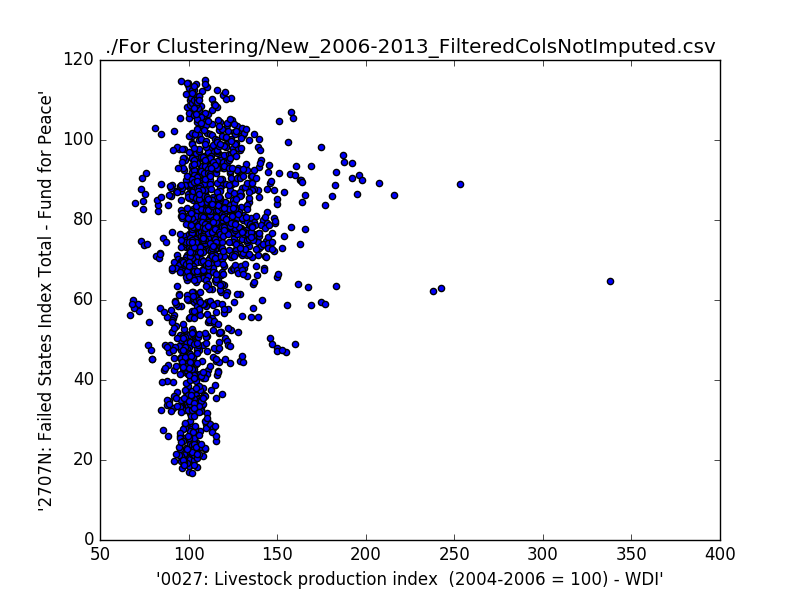 ./For Clustering/New_2006-2013_FilteredColsNotImputed.csv
120
100
80
60
40
20
0
'2707N: Failed States Index Total - Fund for Peace'
50 100 150 200 250 300 350 400
'0027: Livestock production index  (2004-2006 = 100) - WDI'